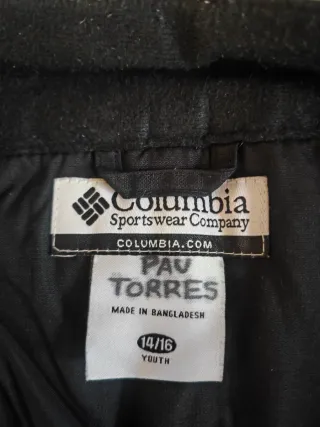 Columbia
Sportswear Company
COLUMBIA.COM
PAU
TORRES
MADE IN BANGLADESH
14/16
YOUTH